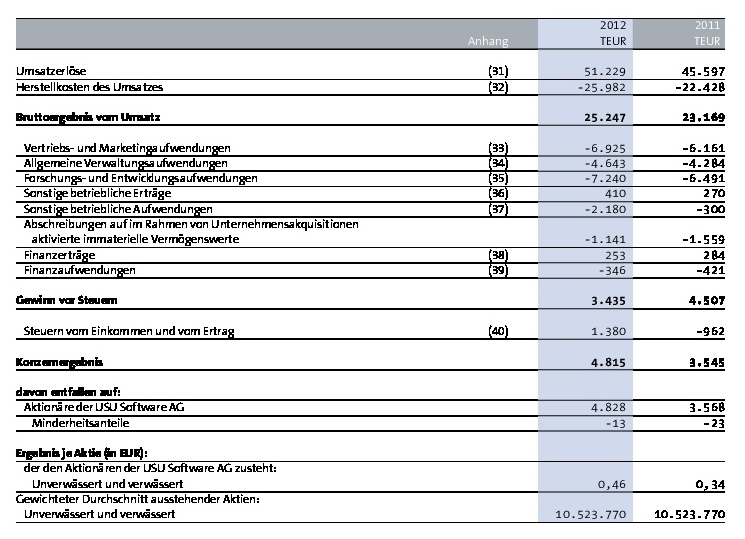 2012 2011
Anhang TEUR TEUR
Umsatzerlöse (31) 51.229 45.597
Herstellkosten des Umsatzes (32) -25.982 -22.428
Bruttoergebnis vom Umsatz 25.247 23.169
Vertriebs- und Marketingaufwendungen (33) -6.925 -6.161
Allgemeine Verwaltungsaufwendungen (34) -4.643 -4.284
Forschungs- und Entwicklungsaufwendungen (35) -7.240 -6.491
Sonstige betriebliche Erträge (36) 410 270
Sonstige betriebliche Aufwendungen (37) -2.180 -300
Abschreibungen auf im Rahmen von Unternehmensakquisitionen
aktivierte immaterielle Vermögenswerte -1.141 -1.559
Finanzerträge (38) 253 284
Finanzaufwendungen (39) -346 -421
Gewinn vor Steuern 3.435 4.507
Steuern vom Einkommen und vom Ertrag (40) 1.380 -962
Konzernergebnis 4.815 3.545
davon entfallen auf:
Aktionäre der USU Software AG 4.828 3.568
Minderheitsanteile -13 -23
Ergebnis je Aktie (in EUR):
der den Aktionären der USU Software AG zusteht:
Unverwässert und verwässert 0,46 0,34
Gewichteter Durchschnitt ausstehender Aktien:
Unverwässert und verwässert 10.523.770 10.523.770